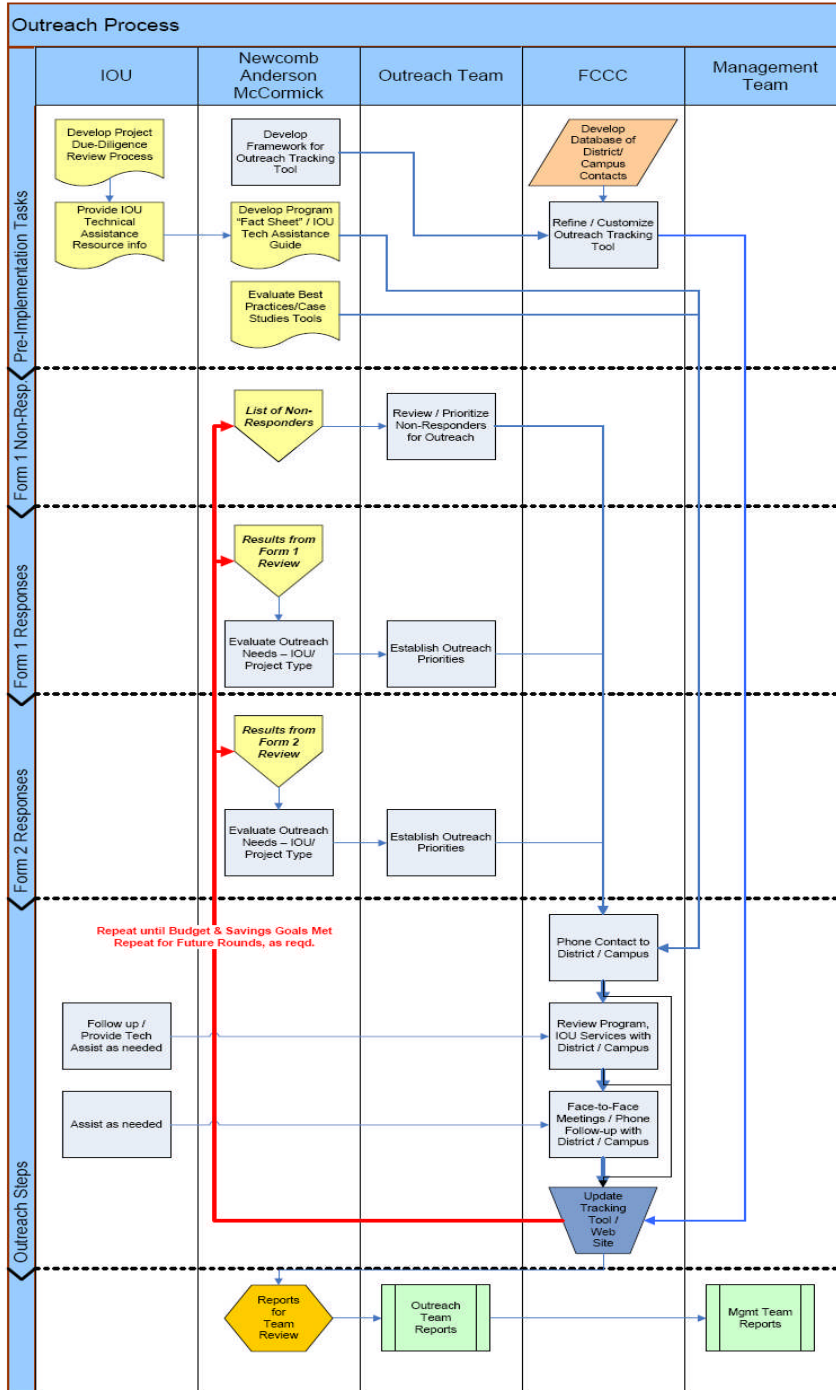 Outreach Process
IOU
Newcomb
Anderson
McCormick
Outreach Team
FCCC
Management
Team
Pre-Implementation Tasks
Develop Project
Due-Diligence
Review Process
Develop
Framework for
Outreach Tracking
Tool
Develop
Database of
District/
Campus
Contacts
Provide IOU
Technical
Assistance
Resource info
Develop Program
“Fact Sheet” / IOU
Tech Assistance
Guide
Refine / Customize
Outreach Tracking
Tool
Evaluate Best
Practices/Case
Studies Tools
Form 1 Non-Resp.
List of Non-
Responders
Review / Prioritize
Non-Responders
for Outreach
Form 1 Responses
Results from
Form 1
Review
Evaluate Outreach
Needs – IOU/
Project Type
Establish Outreach
Priorities
Form 2 Responses
Results from
Form 2
Review
Evaluate Outreach
Needs – IOU/
Project Type
Establish Outreach
Priorities
Outreach Steps
Repeat until Budget & Savings Goals Met
Repeat for Future Rounds, as reqd.
Phone Contact to
District / Campus
Follow up /
Provide Tech
Assist as needed
Review Program,
IOU Services with
District / Campus
Assist as needed
Face-to-Face
Meetings / Phone
Follow-up with
District / Campus
Update
Tracking
Tool /
Web
Site
Reports
for
Team
Review
Outreach
Team
Reports
Mgmt Team
Reports